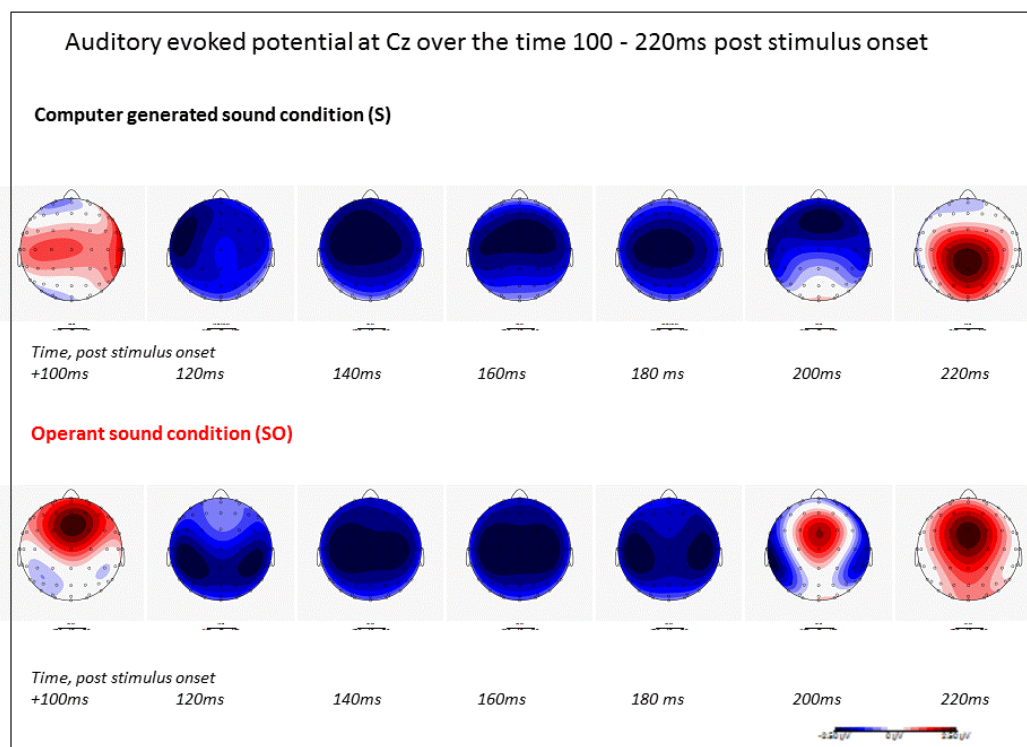 Auditory evoked potential at Cz over the time 100 - 220ms post stimulus onset
Computer generated sound condition (S)
Time, post stimulus onset
+100ms 120ms 140ms 160ms 180 ms 200ms 220ms
Operant sound condition (SO)
Time, post stimulus onset
+100ms 120ms 140ms 160ms 180 ms 200ms 220ms
0 µV